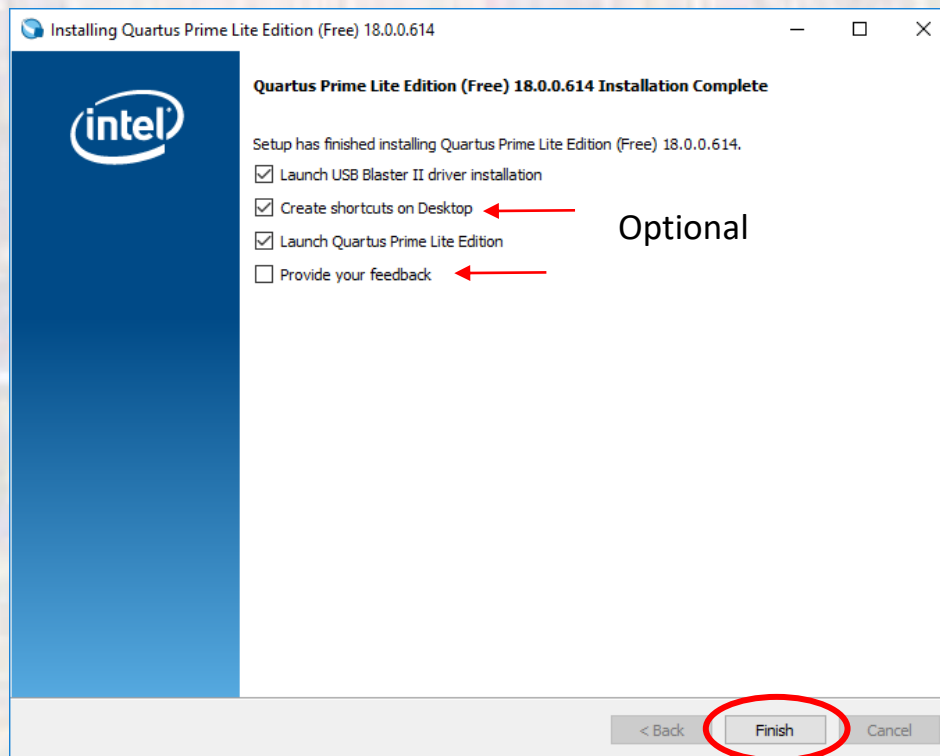 Installing Quartus Prime Lite Edition (Free) 18.0.0.614
intel
Quartus Prime Lite Edition (Free) 18.0.0.614 Installation Complete
Setup has finished installing Quartus Prime Lite Edition (Free) 18.0.0.614.
Launch USB Blaster II driver installation
Create shortcuts on Desktop
Optional
Launch Quartus Prime Lite Edition
Provide your feedback
< Back Finish Cancel